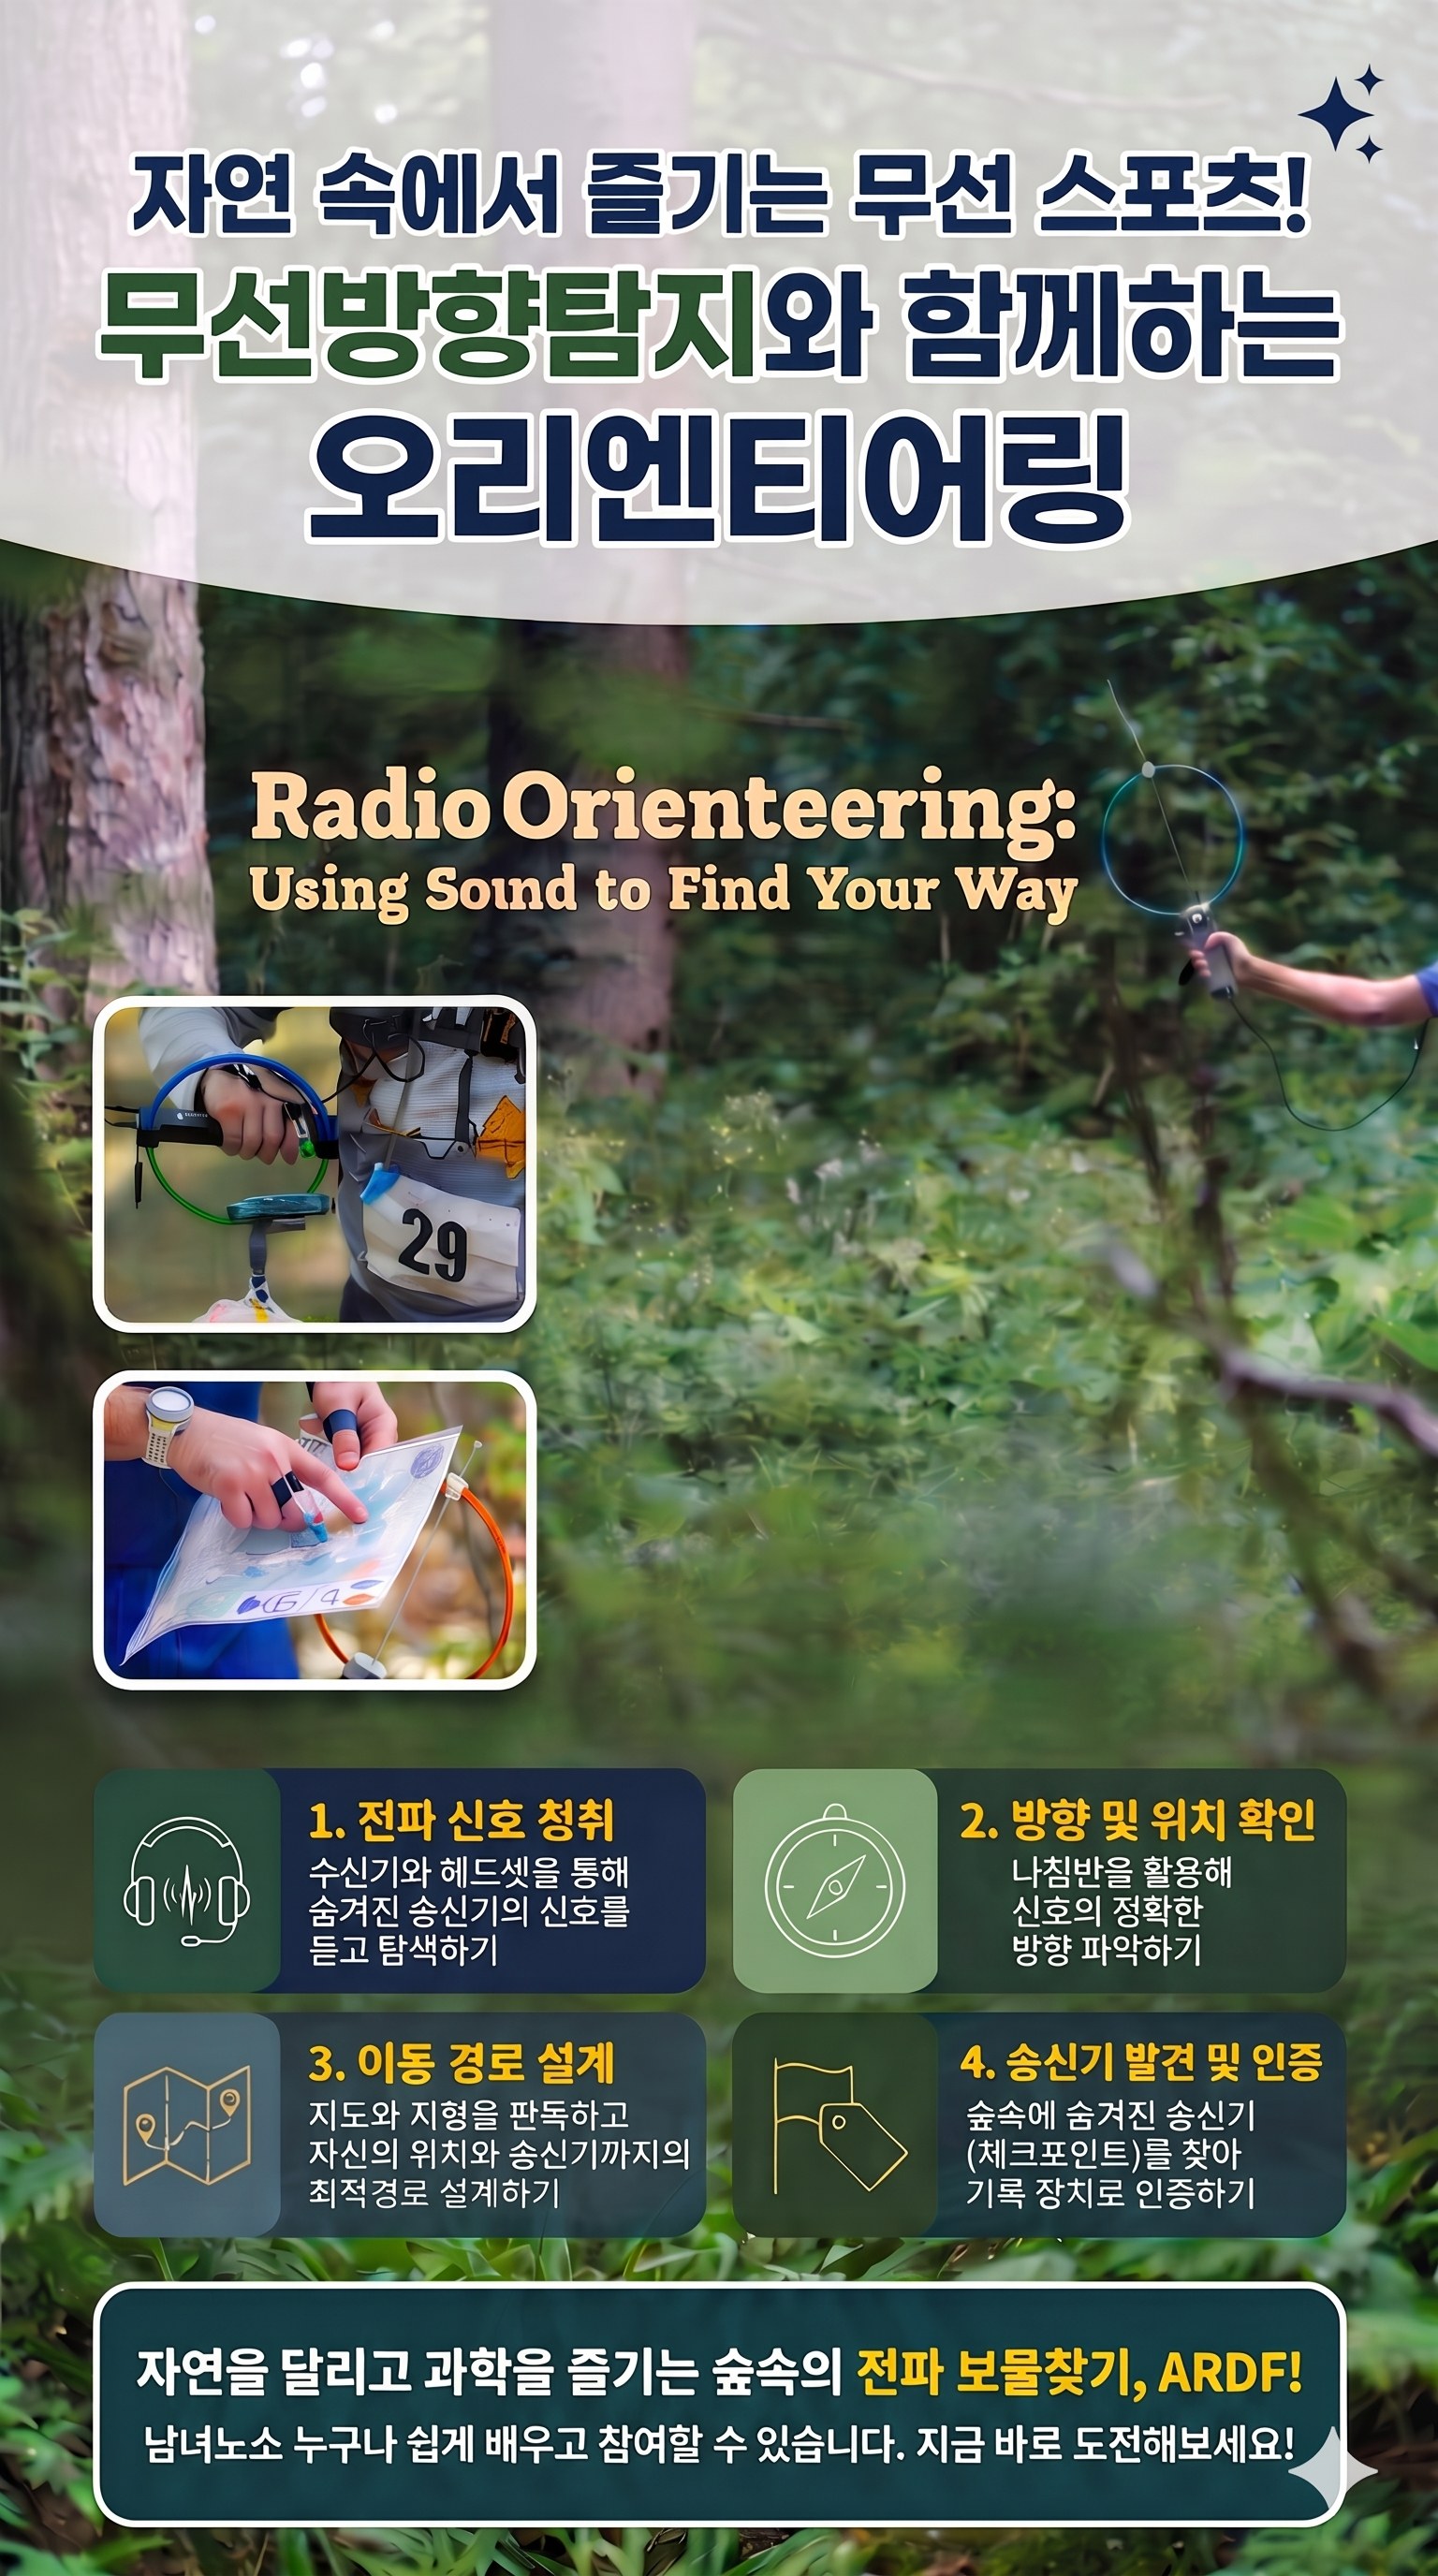 자연 속에서 즐기는 무선 스포츠!
무선방향탐지와 함께하는
오리엔티어링
Radio Orienteering:
Using Sound to Find Your Way
29
1. 전파 신호 청취
수신기와 헤드셋을 통해
숨겨진 송신기의 신호를
듣고 탐색하기
2. 방향 및 위치 확인
나침반을 활용해
신호의 정확한
방향 파악하기
3. 이동 경로 설계
지도와 지형을 판독하고
자신의 위치와 송신기까지의
최적경로 설계하기
4. 송신기 발견 및 인증
숲속에 숨겨진 송신기
(체크포인트)를 찾아
기록 장치로 인증하기
자연을 달리고 과학을 즐기는 숲속의 전파 보물찾기, ARDF!
남녀노소 누구나 쉽게 배우고 참여할 수 있습니다. 지금 바로 도전해보세요!